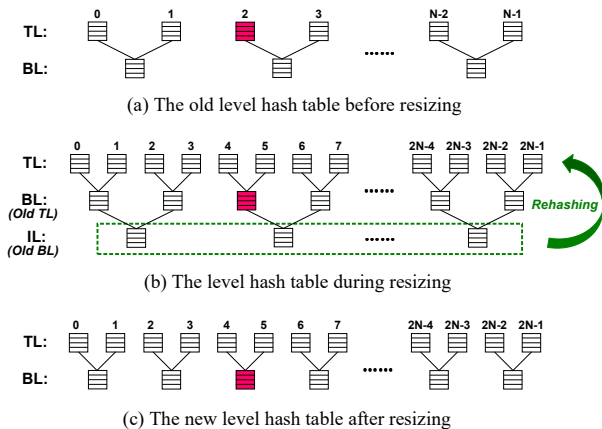 0 1 2 3 N-2 N-1
TL:
......
BL:
(a) The old level hash table before resizing
0 1 2 3 4 5 6 7 2N-4 2N-3 2N-2 2N-1
TL:
BL: ......
(Old TL) Rehashing
IL: ......
(Old BL)
(b) The level hash table during resizing
0 1 2 3 4 5 6 7 2N-4 2N-3 2N-2 2N-1
TL:
......
BL:
(c) The new level hash table after resizing